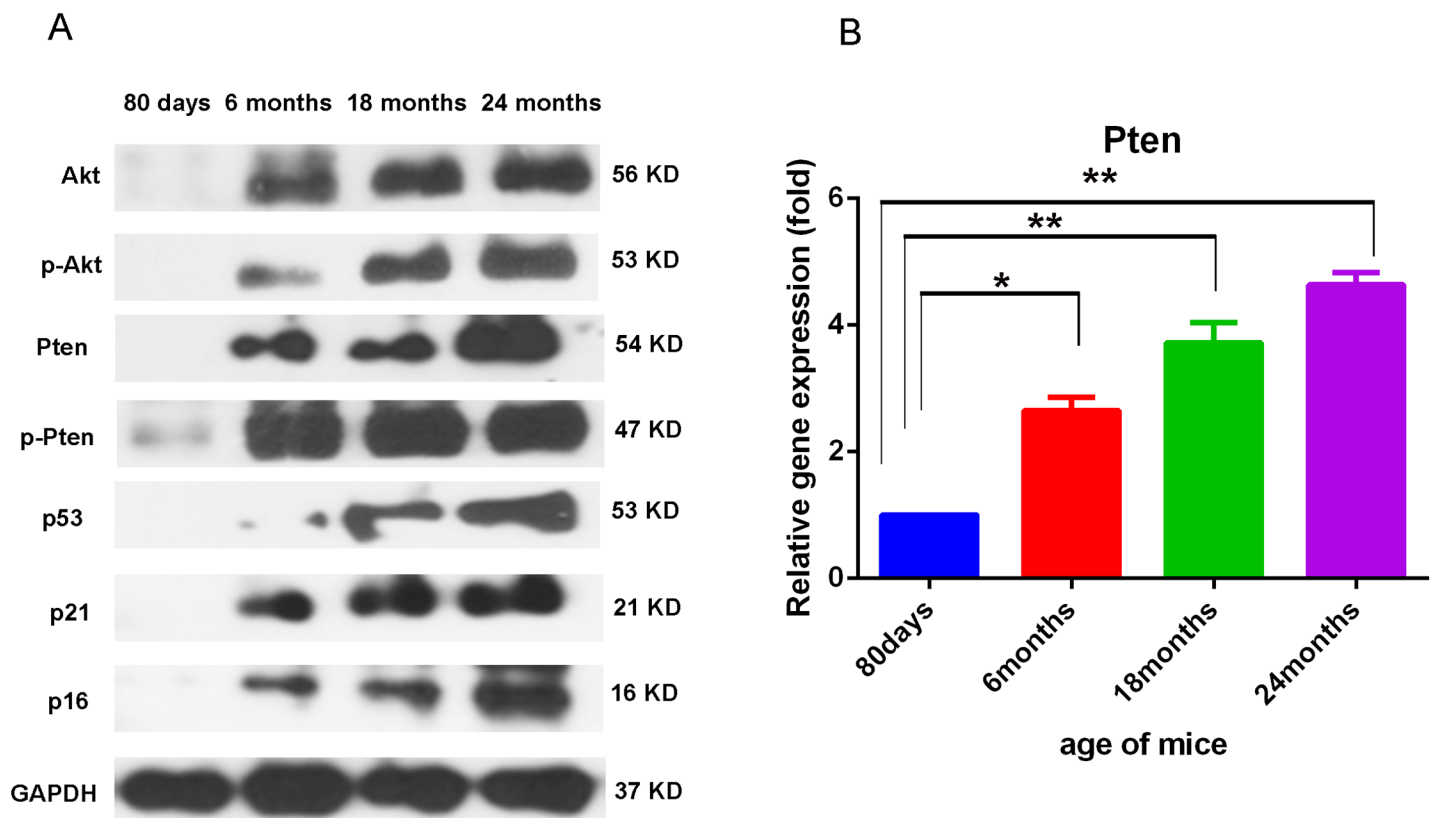 A
80 days 6 months 18 months 24 months
Akt 56 KD
p-Akt 53 KD
Pten 54 KD
p-Pten 47 KD
p53 53 KD
p21 21 KD
p16 16 KD
GAPDH 37 KD
B
Pten
**
**
*
Relative gene expression (fold)
6
4
2
0
80days 6months 18months 24months
age of mice